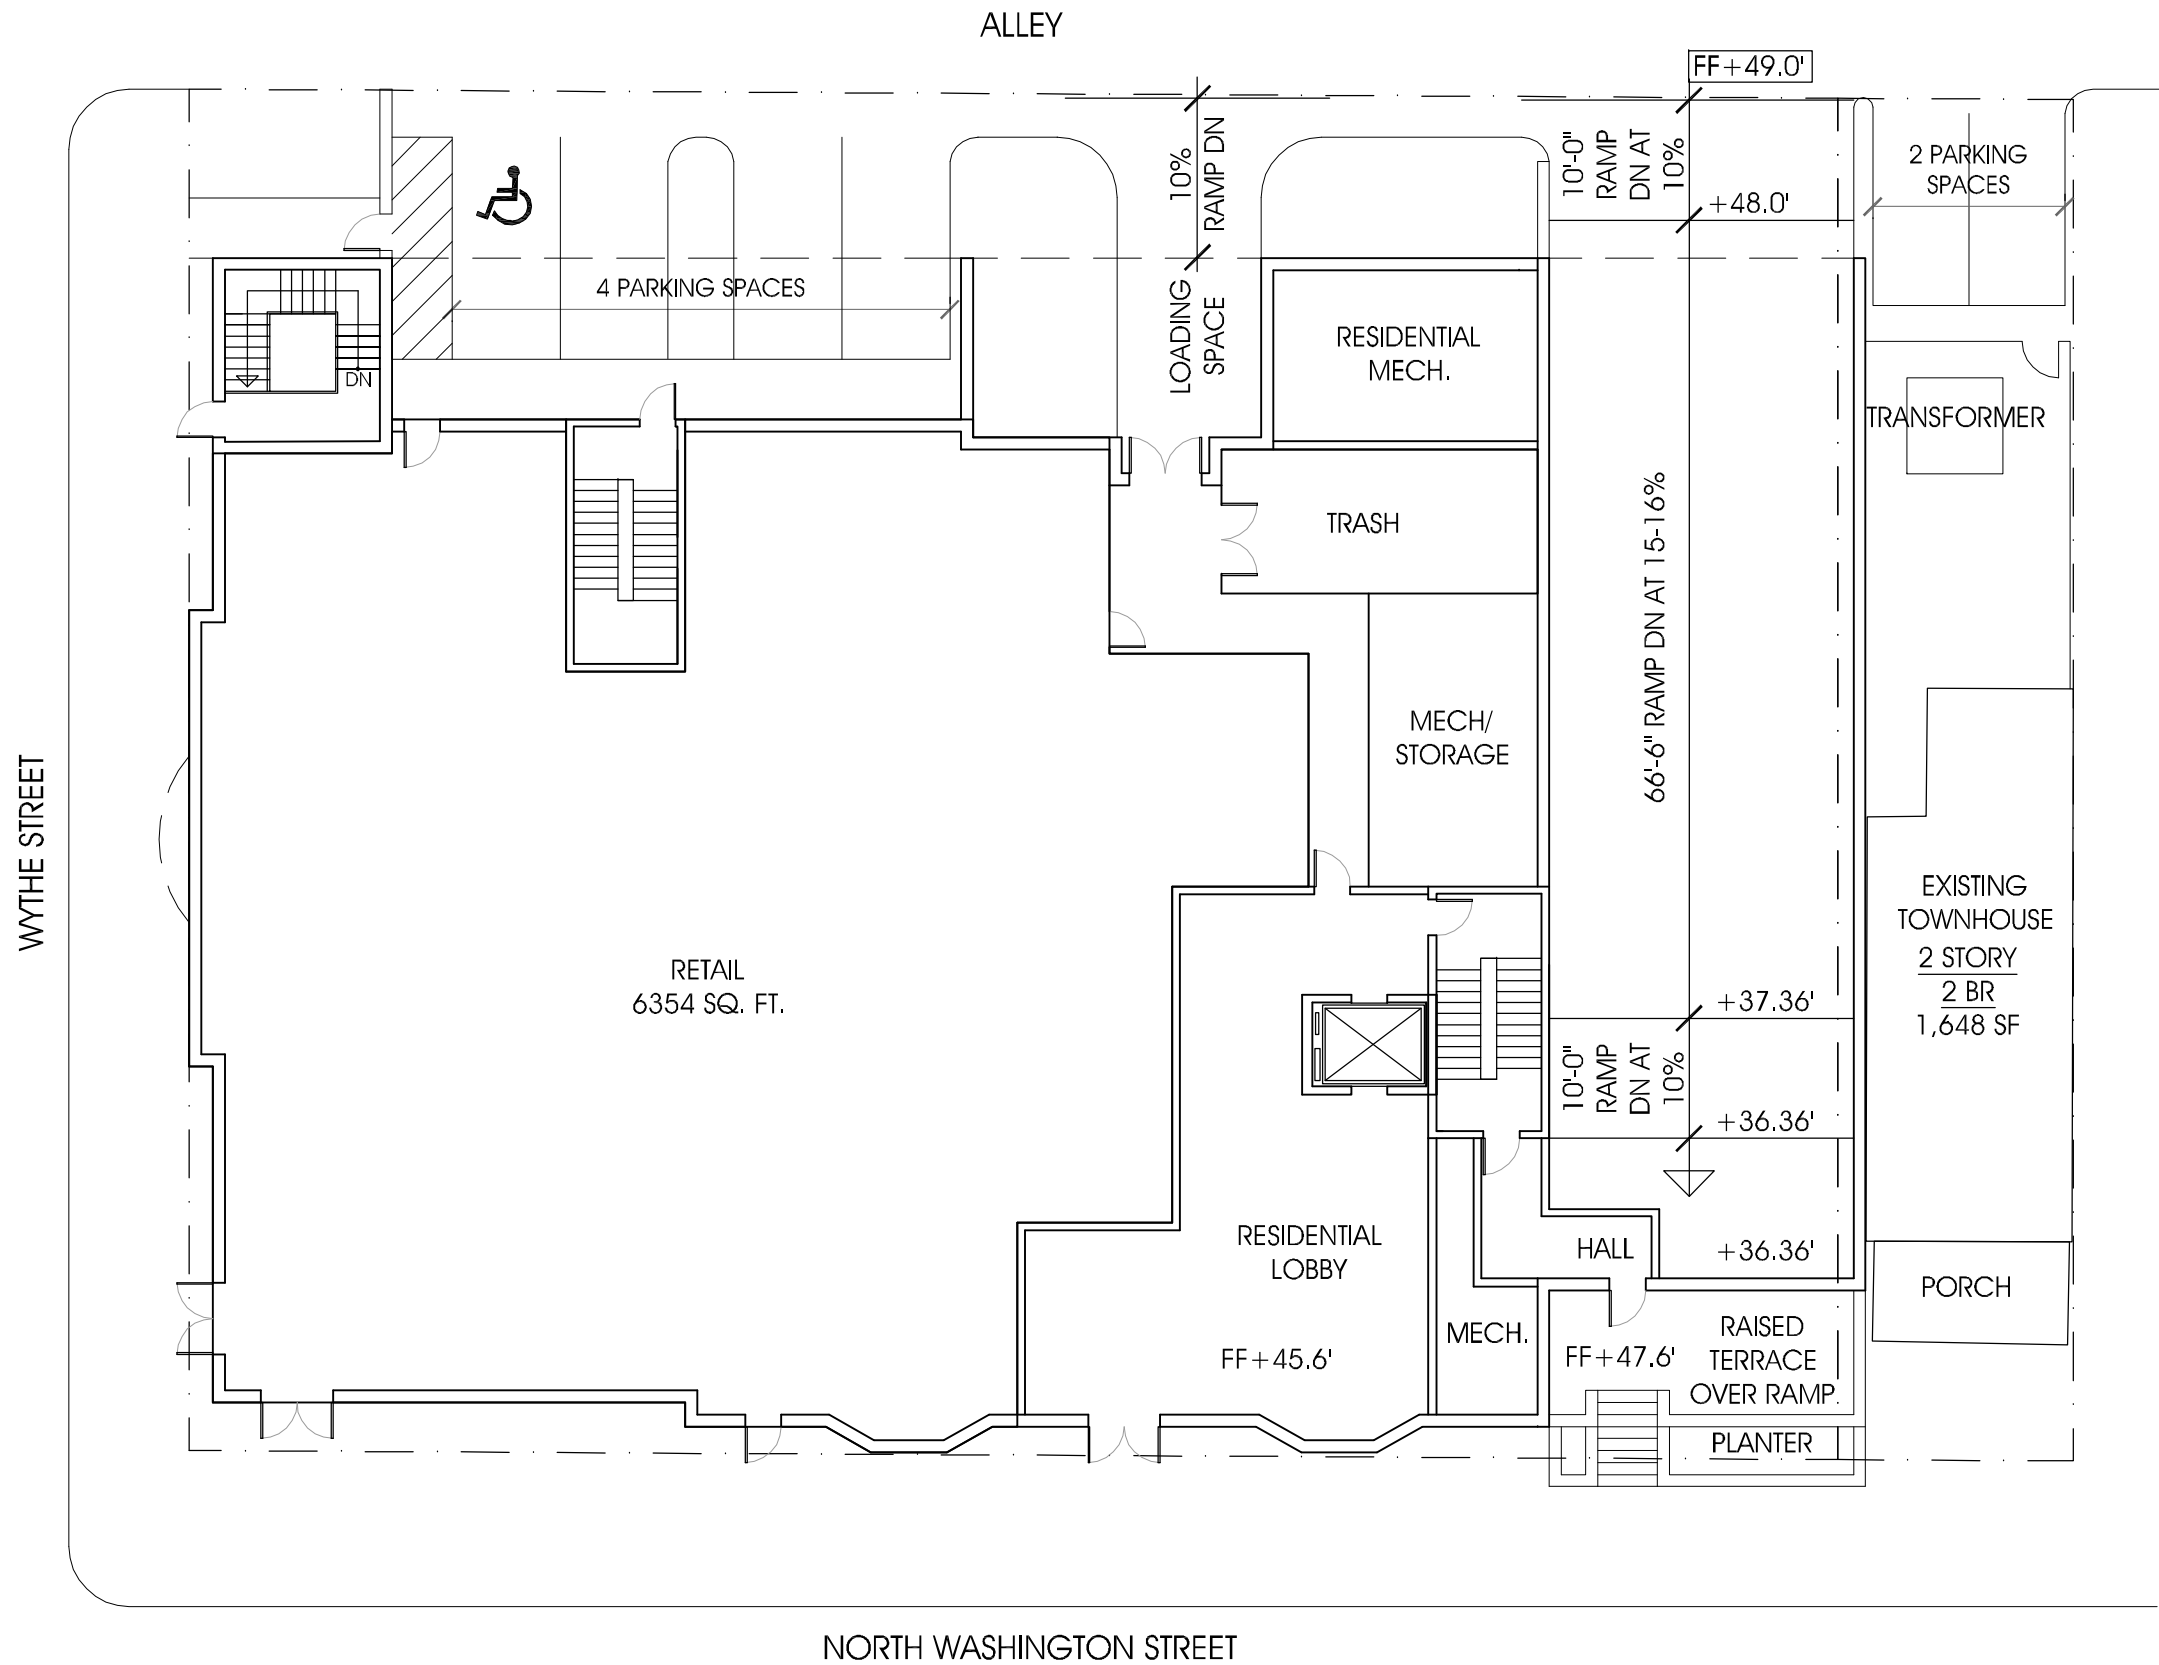 ALLEY
FF+49.0'
10'-0"
RAMP
DN AT
10%
+48.0'
2 PARKING
SPACES
10%
RAMP DN
LOADING
SPACE
4 PARKING SPACES
DN
RESIDENTIAL
MECH.
TRANSFORMER
TRASH
66'-6" RAMP DN AT 15-16%
MECH/
STORAGE
WYTHE STREET
RETAIL
6354 SQ. FT.
EXISTING
TOWNHOUSE
2 STORY
2 BR
1,648 SF
+37.36'
10'-0"
RAMP
DN AT
10%
+36.36'
RESIDENTIAL
LOBBY
HALL
+36.36'
PORCH
MECH.
FF+45.6'
FF+47.6'
RAISED
TERRACE
OVER RAMP
PLANTER
NORTH WASHINGTON STREET